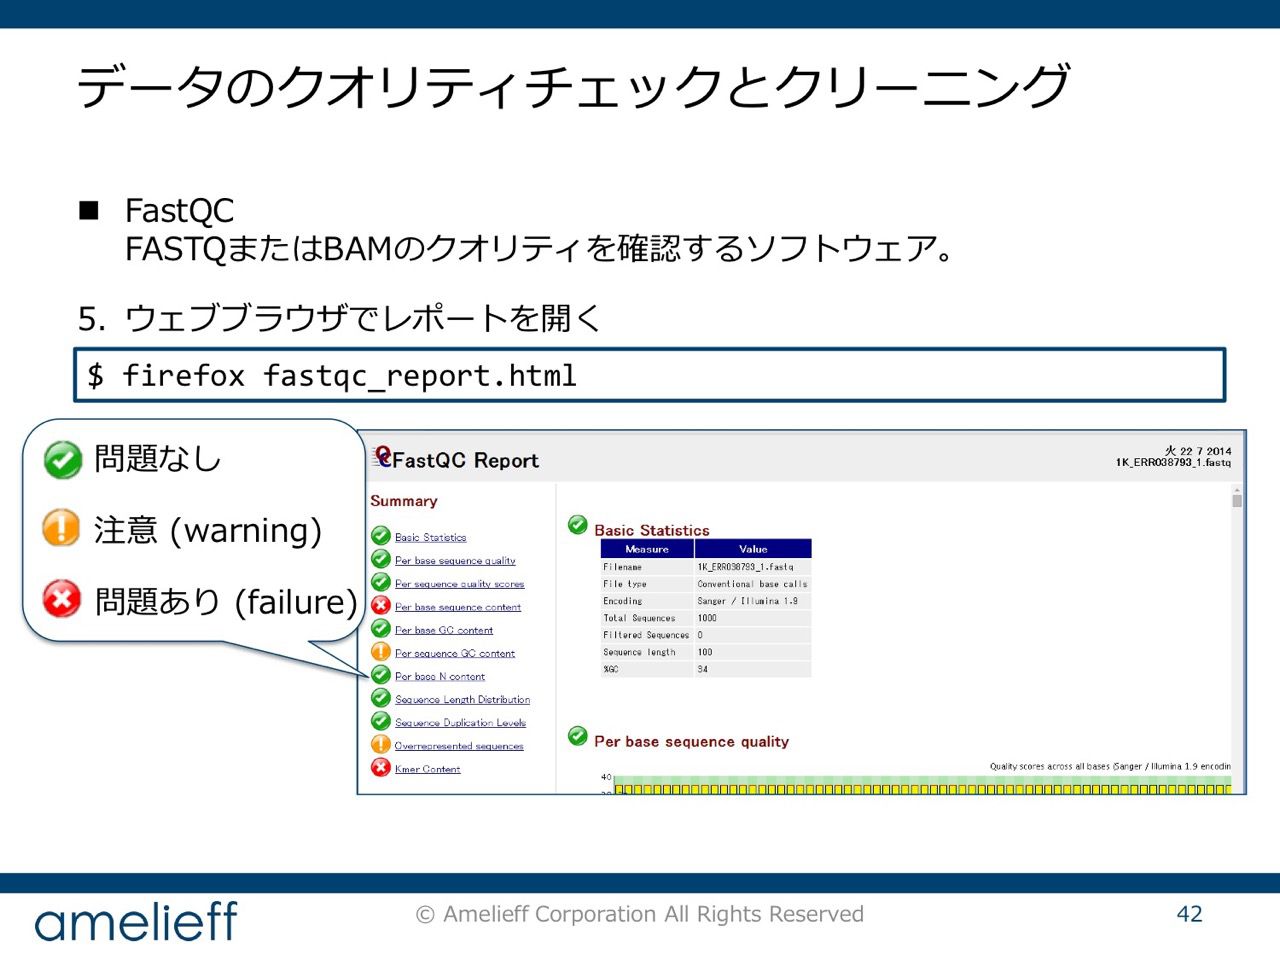 データのクオリティチェックとクリーニング
■ FastQC
FASTQまたはBAMのクオリティを確認するソフトウェア。
5. ウェブブラウザでレポートを開く
$ firefox fastqc_report.html
問題なし
注意 (warning)
問題あり (failure)
FastQC Report
火 22 7 2014
1K_ERR038793_1.fastq
Summary
Basic Statistics
Per base sequence quality
Per sequence quality scores
Per base sequence content
Per base GC content
Per sequence GC content
Per base N content
Sequence Length Distribution
Sequence Duplication Levels
Overrepresented sequences
Kmer Content
Basic Statistics
Measure Value
Filename 1K_ERR038793_1.fastq
File type Conventional base calls
Encoding Sanger / Illumina 1.9
Total Sequences 1000
Filtered Sequences 0
Sequence length 100
%GC 34
Per base sequence quality
Quality scores across all bases (Sanger / Illumina 1.9 encodin
40
amelieff
© Amelieff Corporation All Rights Reserved
42